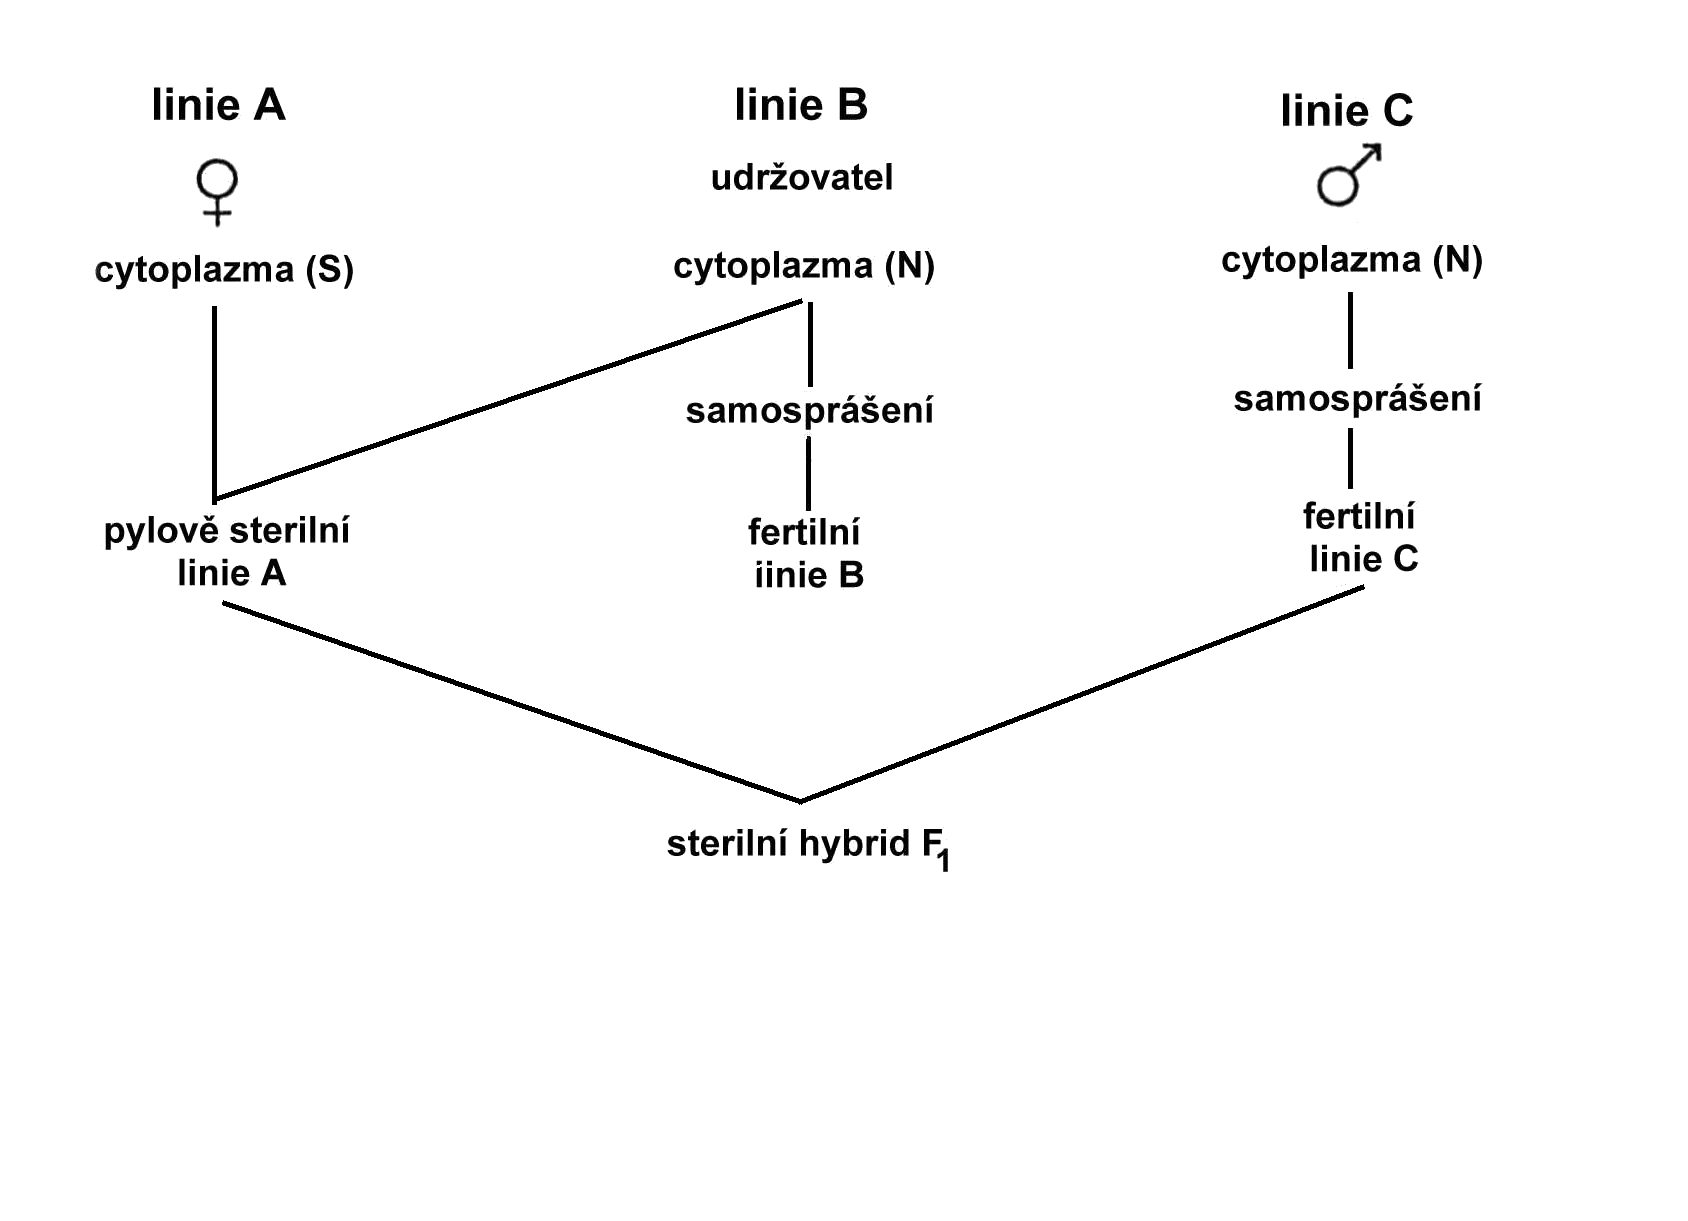 linie A
linie B
linie C
udržovatel
cytoplazma (S)
cytoplazma (N)
cytoplazma (N)
samosprášení
samosprášení
pylově sterilní
linie A
fertilní
iinie B
fertilní
linie C
sterilní hybrid F1